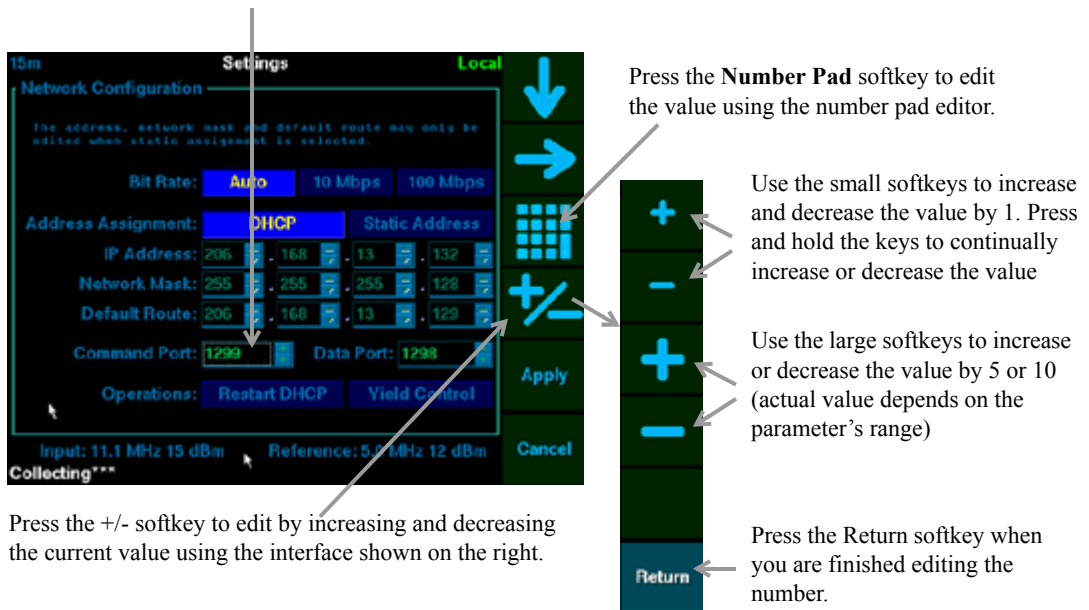 15m Settings Local
Network Configuration
The address, network mask and default route may only be
edited when static assignment is selected.
Bit Rate: Auto 10 Mbps 100 Mbps
Address Assignment: DHCP Static Address
IP Address: 206 . 168 . 13 . 132
Network Mask: 255 . 255 . 255 . 128
Default Route: 206 . 168 . 13 . 129
Command Port: 1299 Data Port: 1298
Operations: Restart DHCP Yield Control
Input: 11.1 MHz 15 dBm Reference: 5.0 MHz 12 dBm
Collecting***
+/-
Apply
Cancel
Press the Number Pad softkey to edit
the value using the number pad editor.
+
-
+
-
Return
Use the small softkeys to increase
and decrease the value by 1. Press
and hold the keys to continually
increase or decrease the value
Use the large softkeys to increase
or decrease the value by 5 or 10
(actual value depends on the
parameter’s range)
Press the Return softkey when
you are finished editing the
number.
Press the +/- softkey to edit by increasing and decreasing
the current value using the interface shown on the right.